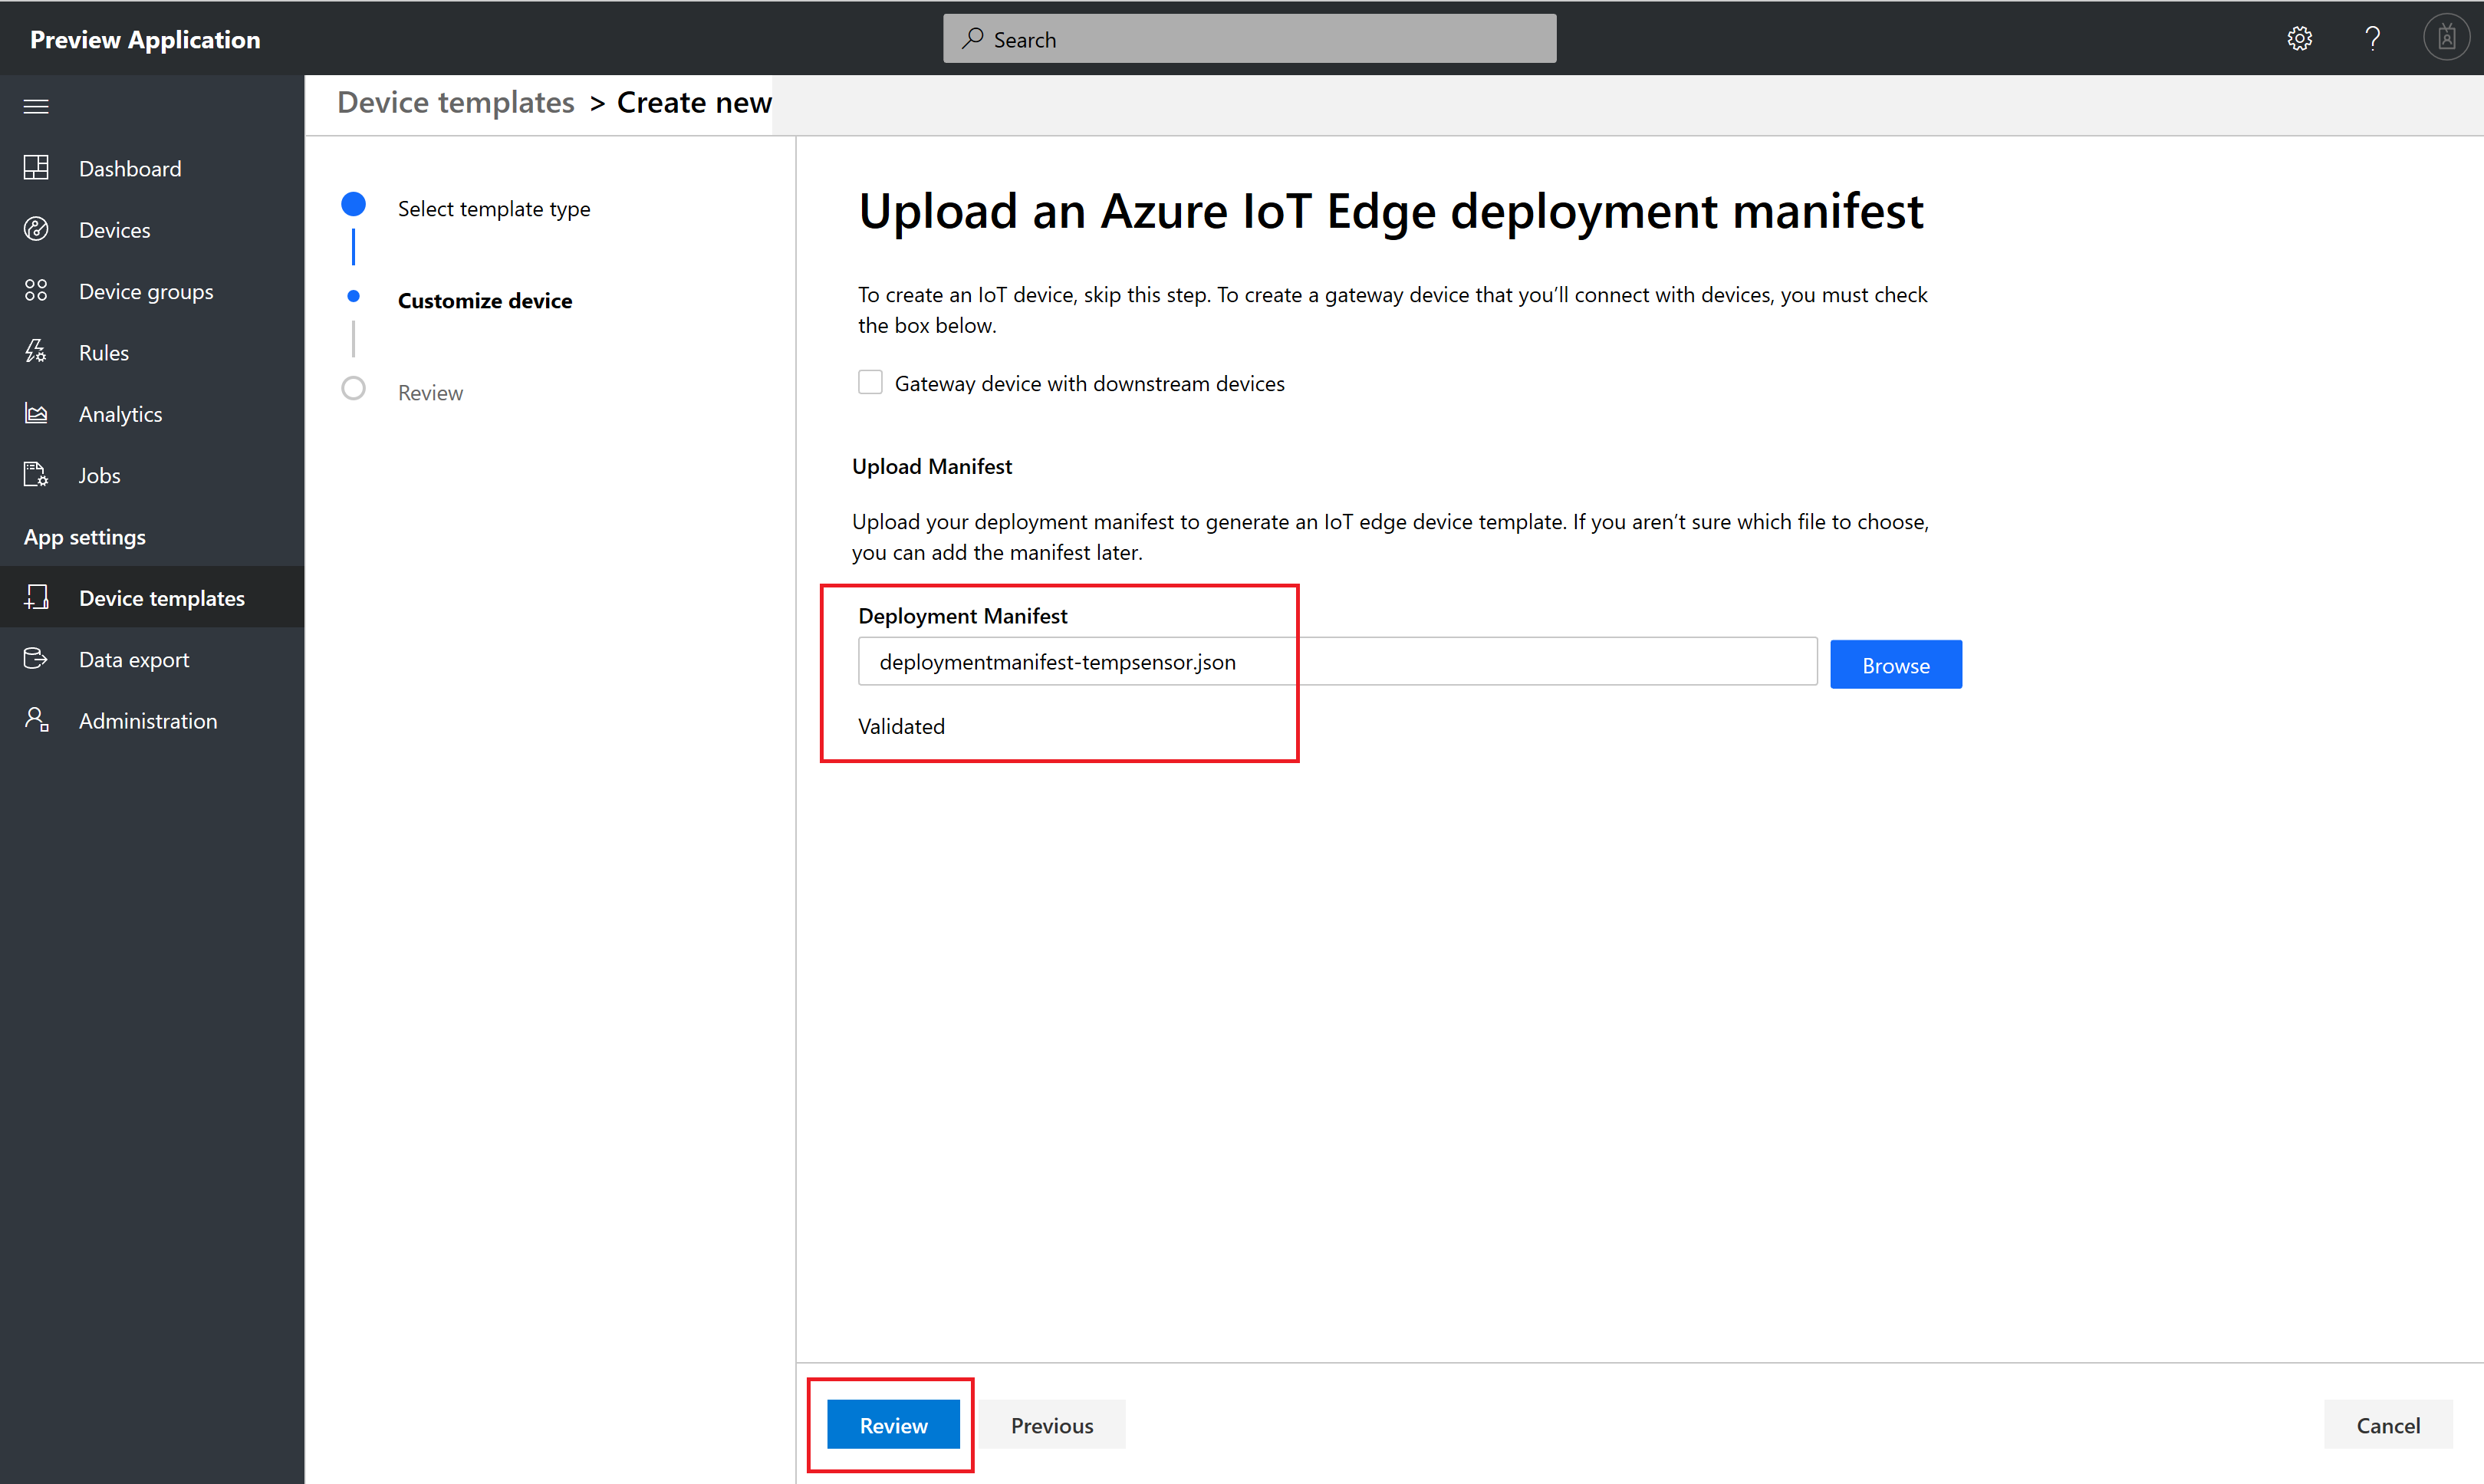 Preview Application
Search
Device templates > Create new
Dashboard
Devices
Device groups
Rules
Analytics
Jobs
App settings
Device templates
Data export
Administration
Select template type
Customize device
Review
Upload an Azure IoT Edge deployment manifest
To create an IoT device, skip this step. To create a gateway device that you’ll connect with devices, you must check
the box below.
Gateway device with downstream devices
Upload Manifest
Upload your deployment manifest to generate an IoT edge device template. If you aren’t sure which file to choose,
you can add the manifest later.
Deployment Manifest
deploymentmanifest-tempsensor.json
Browse
Validated
Review
Previous
Cancel